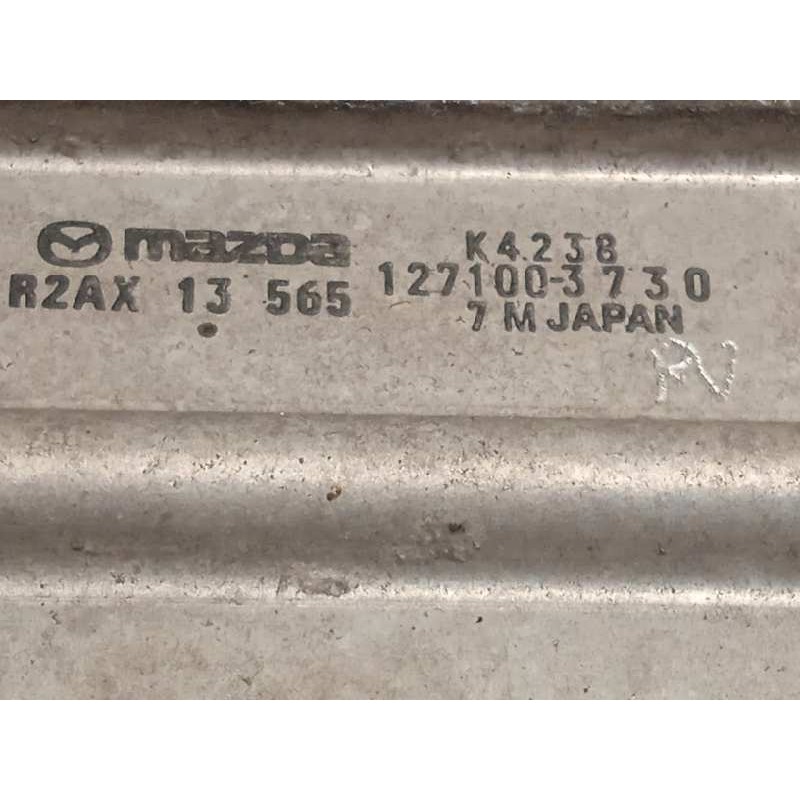 mazda
R2AX 13 565
K4238
127100-3730
7 M JAPAN